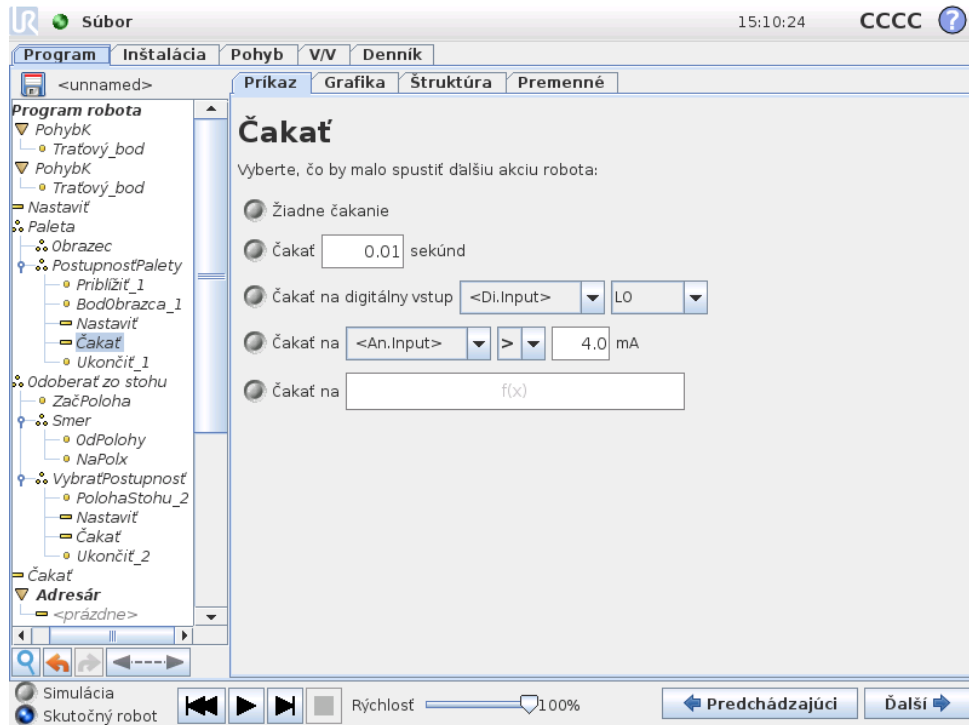 UR Súbor 15:10:24 CCCC ?
Program Inštalácia Pohyb V/V Denník
<unnamed>
Príkaz Grafika Štruktúra Premenné
Program robota
PohybK
Traťový_bod
PohybK
Traťový_bod
Nastaviť
Paleta
Obrazec
PostupnosťPalety
Priblížiť_1
BodObrazca_1
Nastaviť
Čakať
Ukončiť_1
Odoberať zo stohu
ZačPoloha
Smer
OdPolohy
NaPolx
VybraťPostupnosť
PolohaStohu_2
Nastaviť
Čakať
Ukončiť_2
Čakať
Adresár
<prázdne>
Čakať
Vyberte, čo by malo spustiť ďalšiu akciu robota:
Žiadne čakanie
Čakať 0.01 sekúnd
Čakať na digitálny vstup <Di.Input> LO
Čakať na <An.Input> > 4.0 mA
Čakať na f(x)
Simulácia
Skutočný robot
Rýchlosť 100%
Predchádzajúci Ďalší